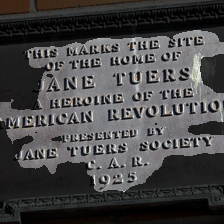 THIS MARKS THE SITE
OF THE HOME OF
JANE TUERS
HEROINE OF THE
AMERICAN REVOLUTION
PRESENTED BY
JANE TUERS SOCIETY
C. A. R.
1925